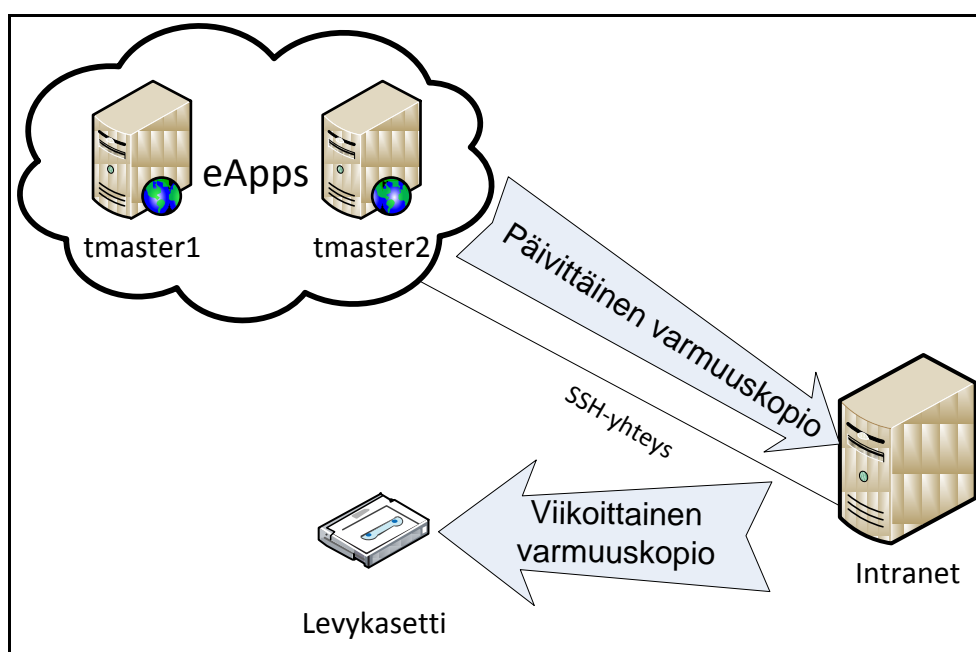 eApps
tmaster1
tmaster2
Päivittäinen varmuuskopio
SSH-yhteys
Viikoittainen
varmuuskopio
Intranet
Levykasetti